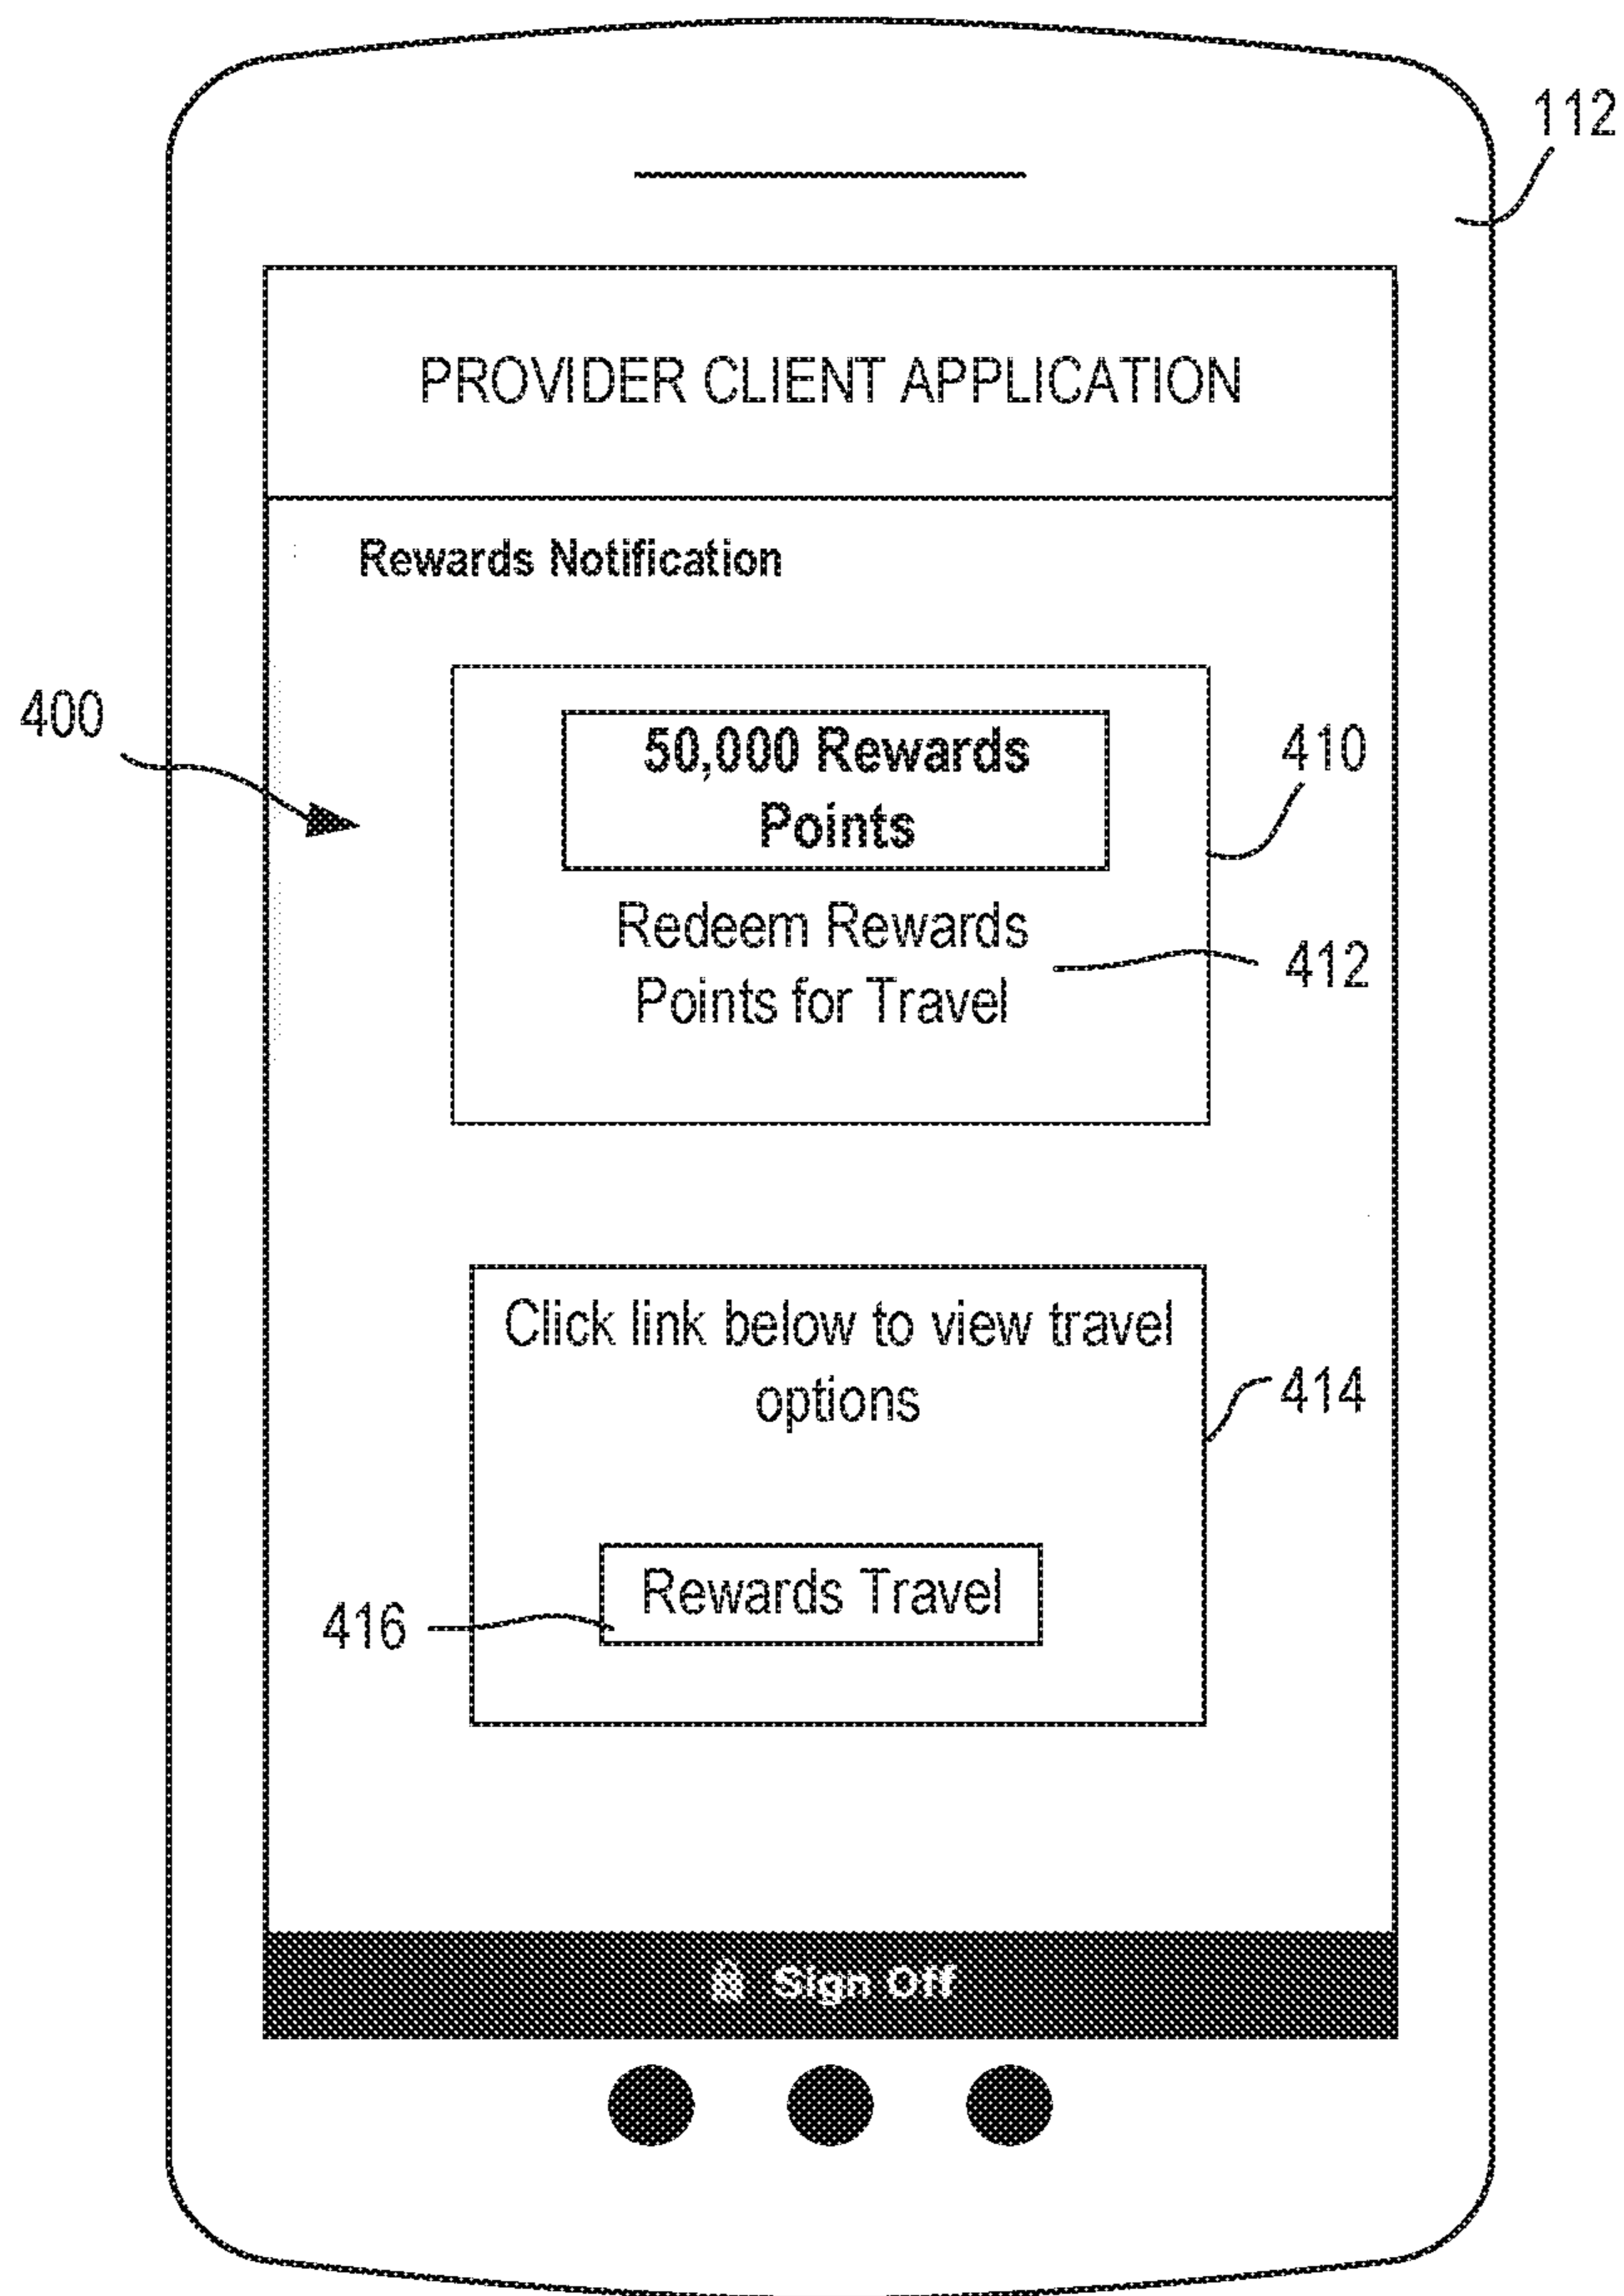 112
PROVIDER CLIENT APPLICATION
Rewards Notification
400
50,000 Rewards
Points
410
Redeem Rewards
Points for Travel
412
Click link below to view travel
options
414
Rewards Travel
416
Sign Off